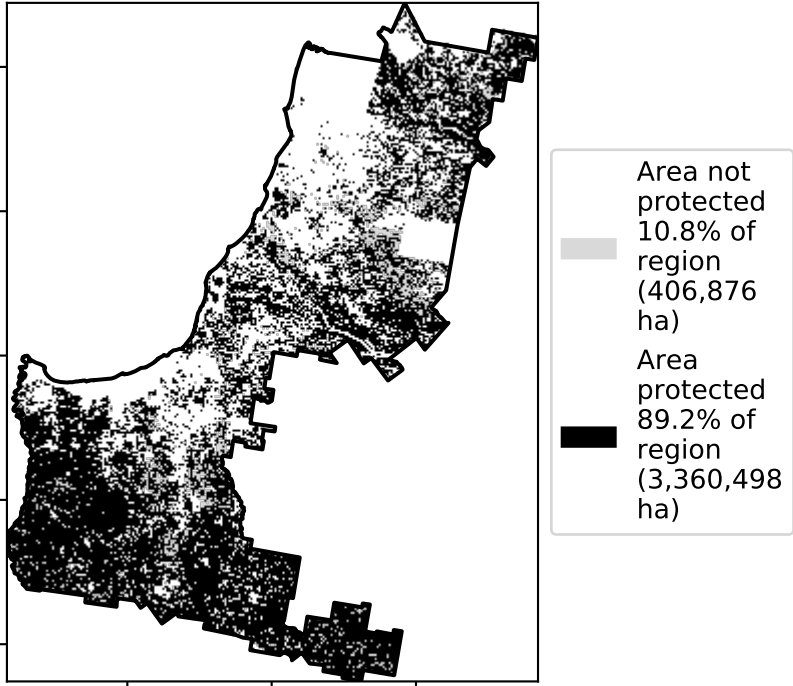 Area not
protected
10.8% of
region
(406,876
ha)
Area
protected
89.2% of
region
(3,360,498
ha)